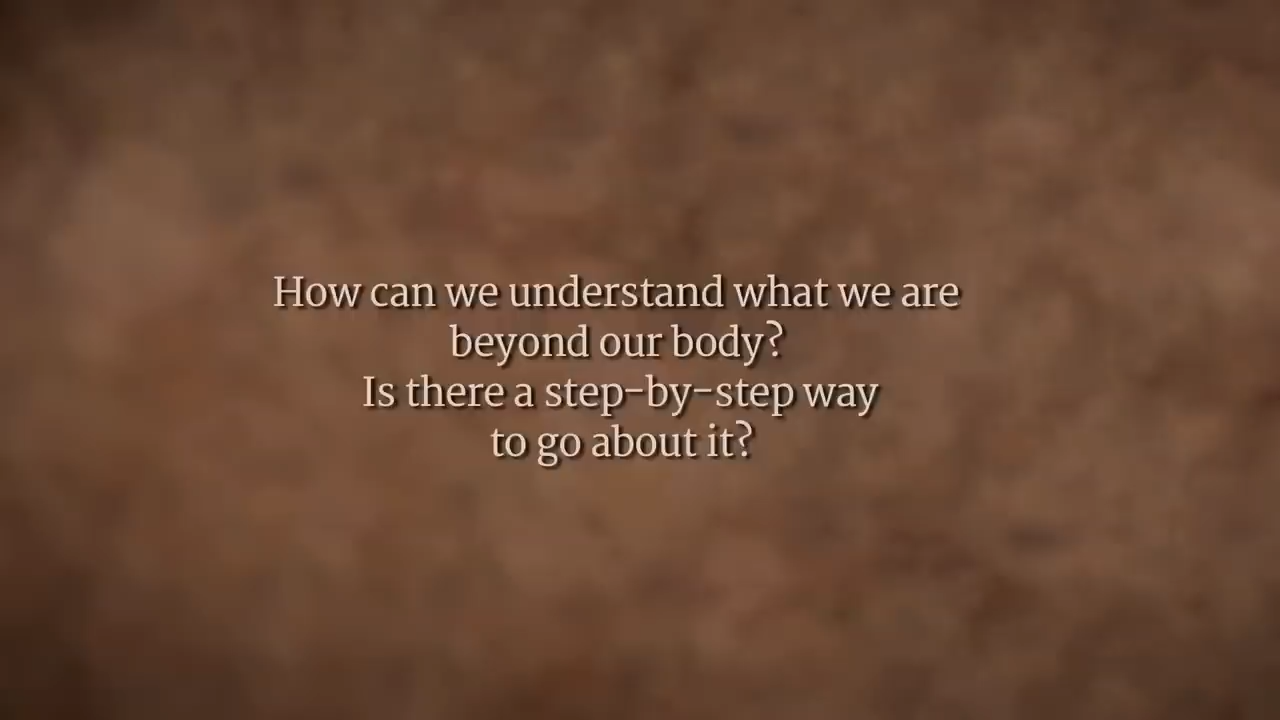 How can we understand what we are
beyond our body?
Is there a step-by-step way
to go about it?